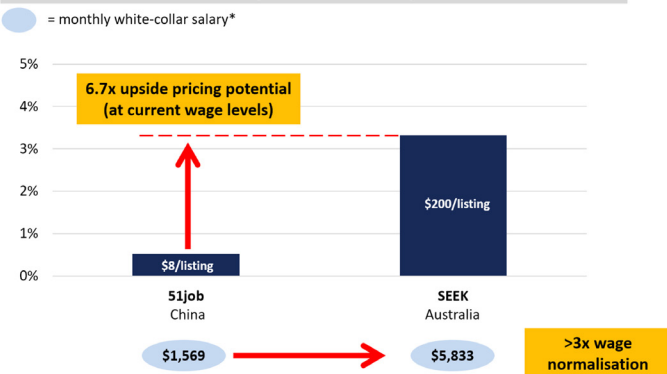 = monthly white-collar salary*
5%
6.7x upside pricing potential
(at current wage levels)
4%
3%
2%
$200/listing
1%
$8/listing
0%
51job
SEEK
China
Australia
$1,569
$5,833
>3x wage
normalisation